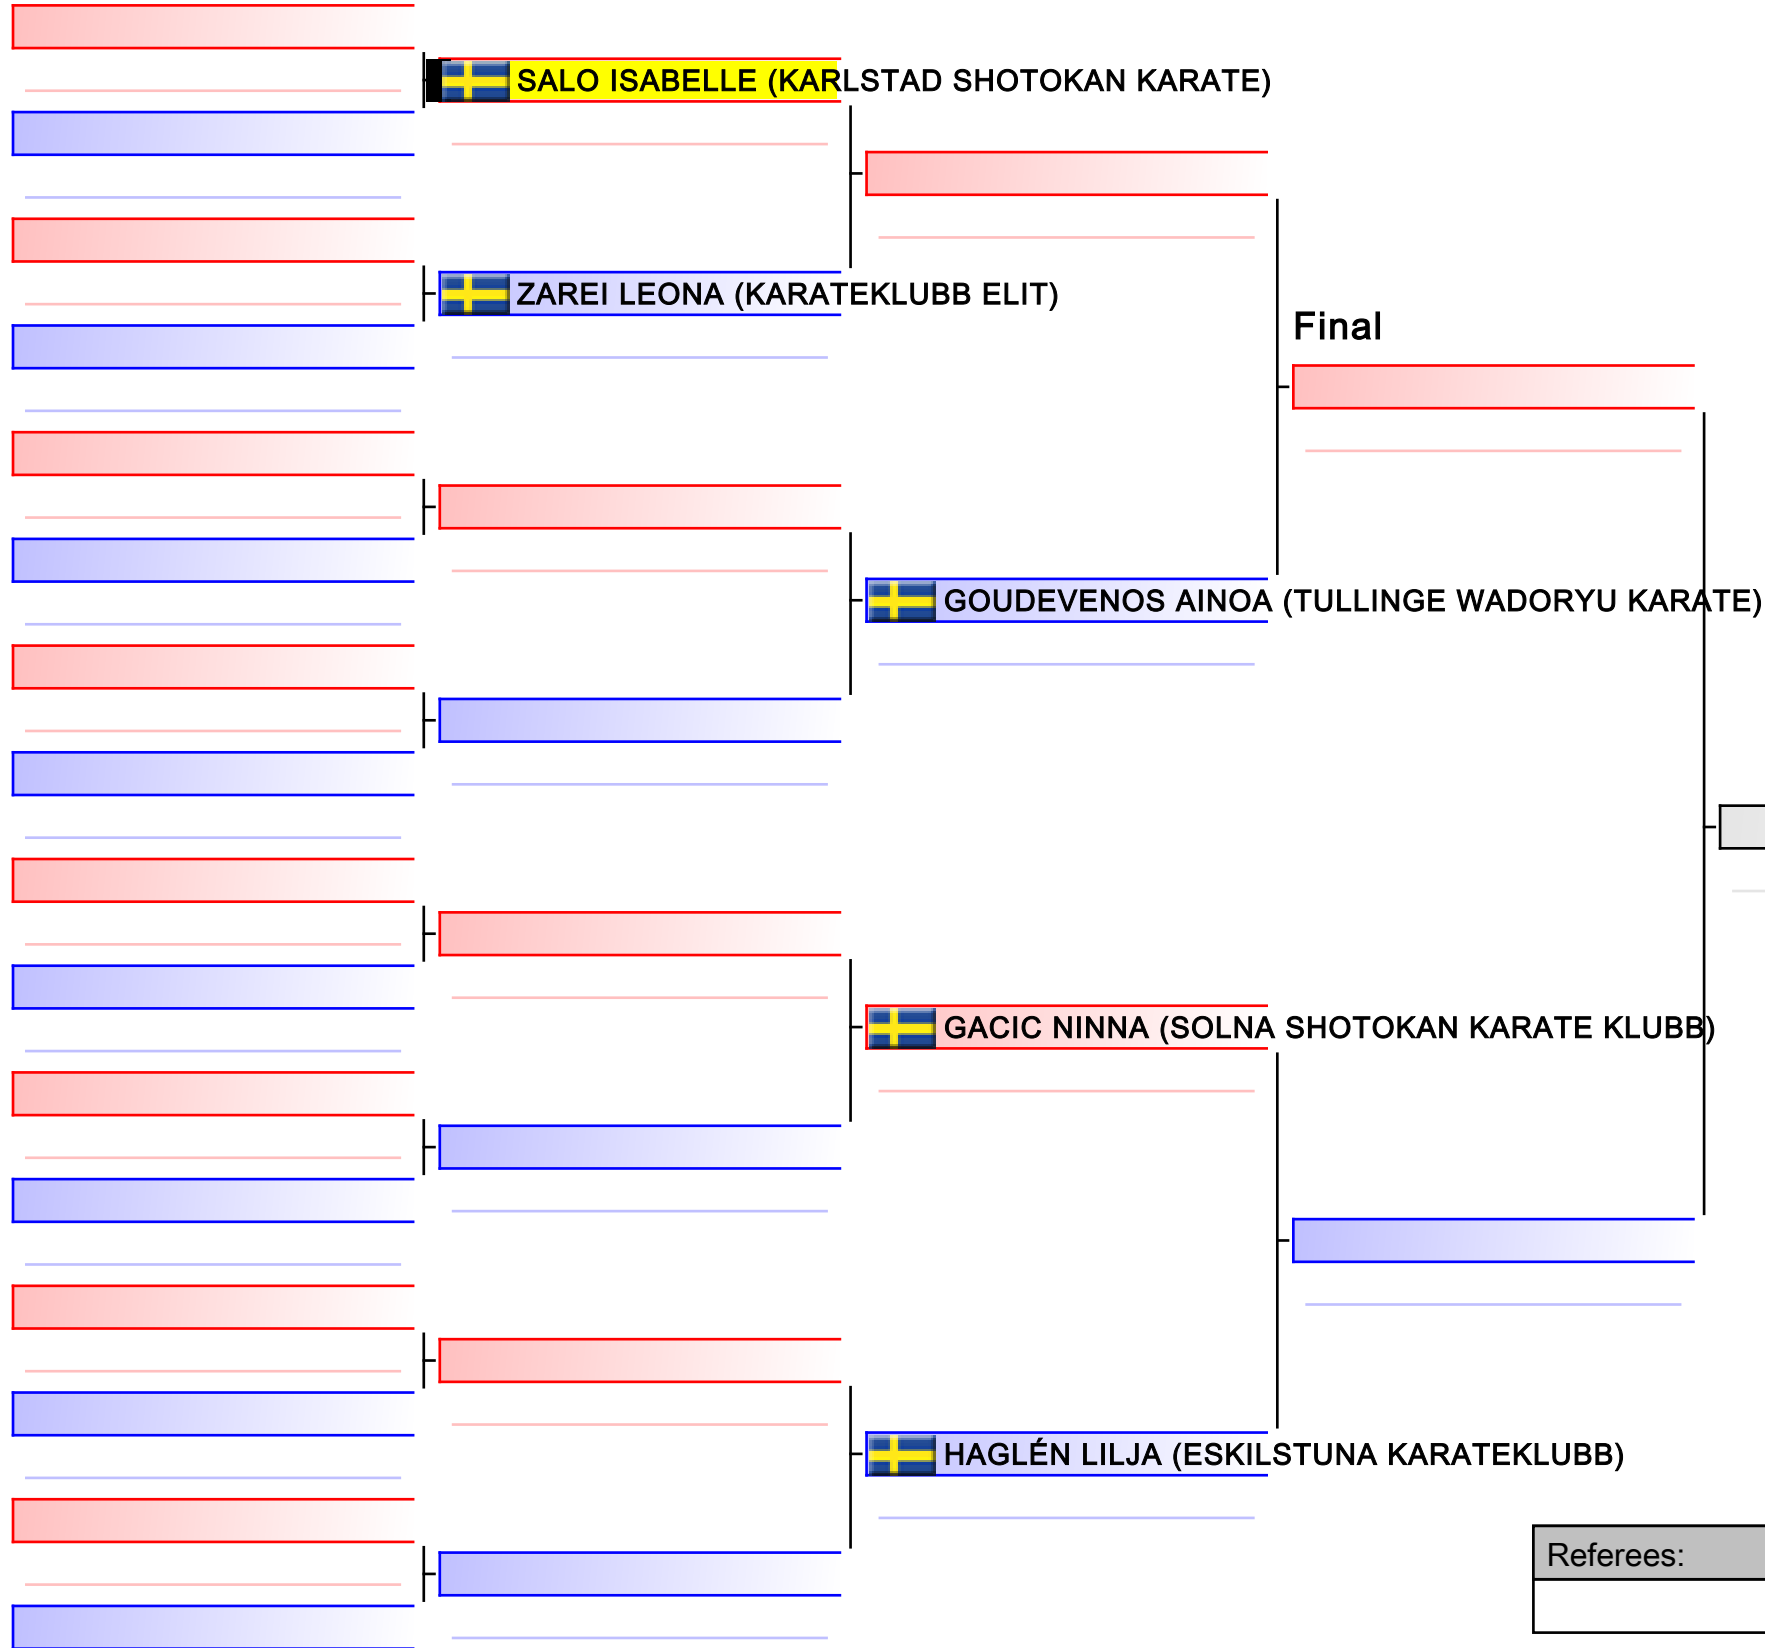 SALO ISABELLE (KARLSTAD SHOTOKAN KARATE)
ZAREI LEONA (KARATEKLUBB ELIT)
Final
GOUDEVENOS AINOA (TULLINGE WADORYU KARATE)
GACIC NINNA (SOLNA SHOTOKAN KARATE KLUBB)
HAGLÉN LILJA (ESKILSTUNA KARATEKLUBB)
Referees: